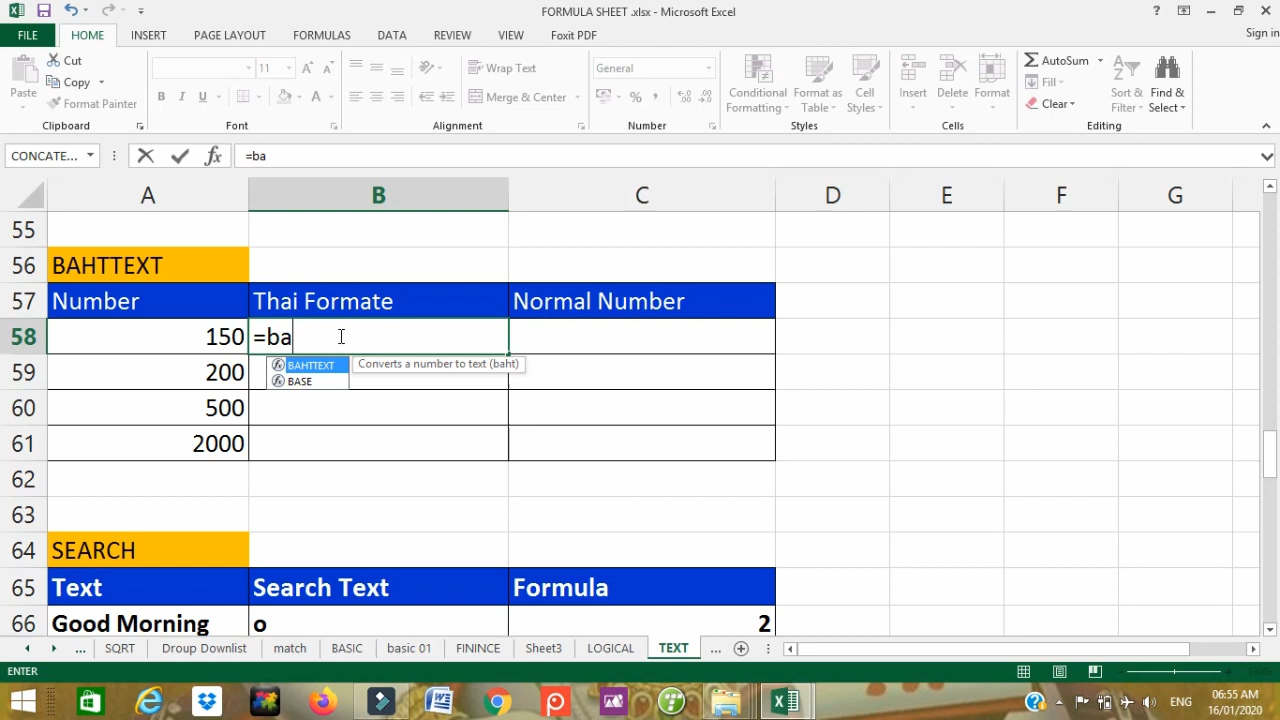 FORMULA SHEET .xlsx - Microsoft Excel
FILE HOME INSERT PAGE LAYOUT FORMULAS DATA REVIEW VIEW Foxit PDF Sign in
Paste Cut Copy Format Painter 11 Wrap Text Merge & Center General Conditional Formatting Format as Table Cell Styles Insert Delete Format AutoSum Fill Clear Sort & Filter Find & Select
Clipboard Font Alignment Number Styles Cells Editing
CONCATE... fx =ba
A B C D E F G
55
56 BAHTTEXT
57 Number Thai Formate Normal Number
58 150 =ba
BAHTTEXT Converts a number to text (baht)
BASE
59 200
60 500
61 2000
62
63
64 SEARCH
65 Text Search Text Formula
66 Good Morning o 2
... SQRT Droup Downlist match BASIC basic 01 FININCE Sheet3 LOGICAL TEXT ...
ENTER
ENG 06:55 AM
16/01/2020